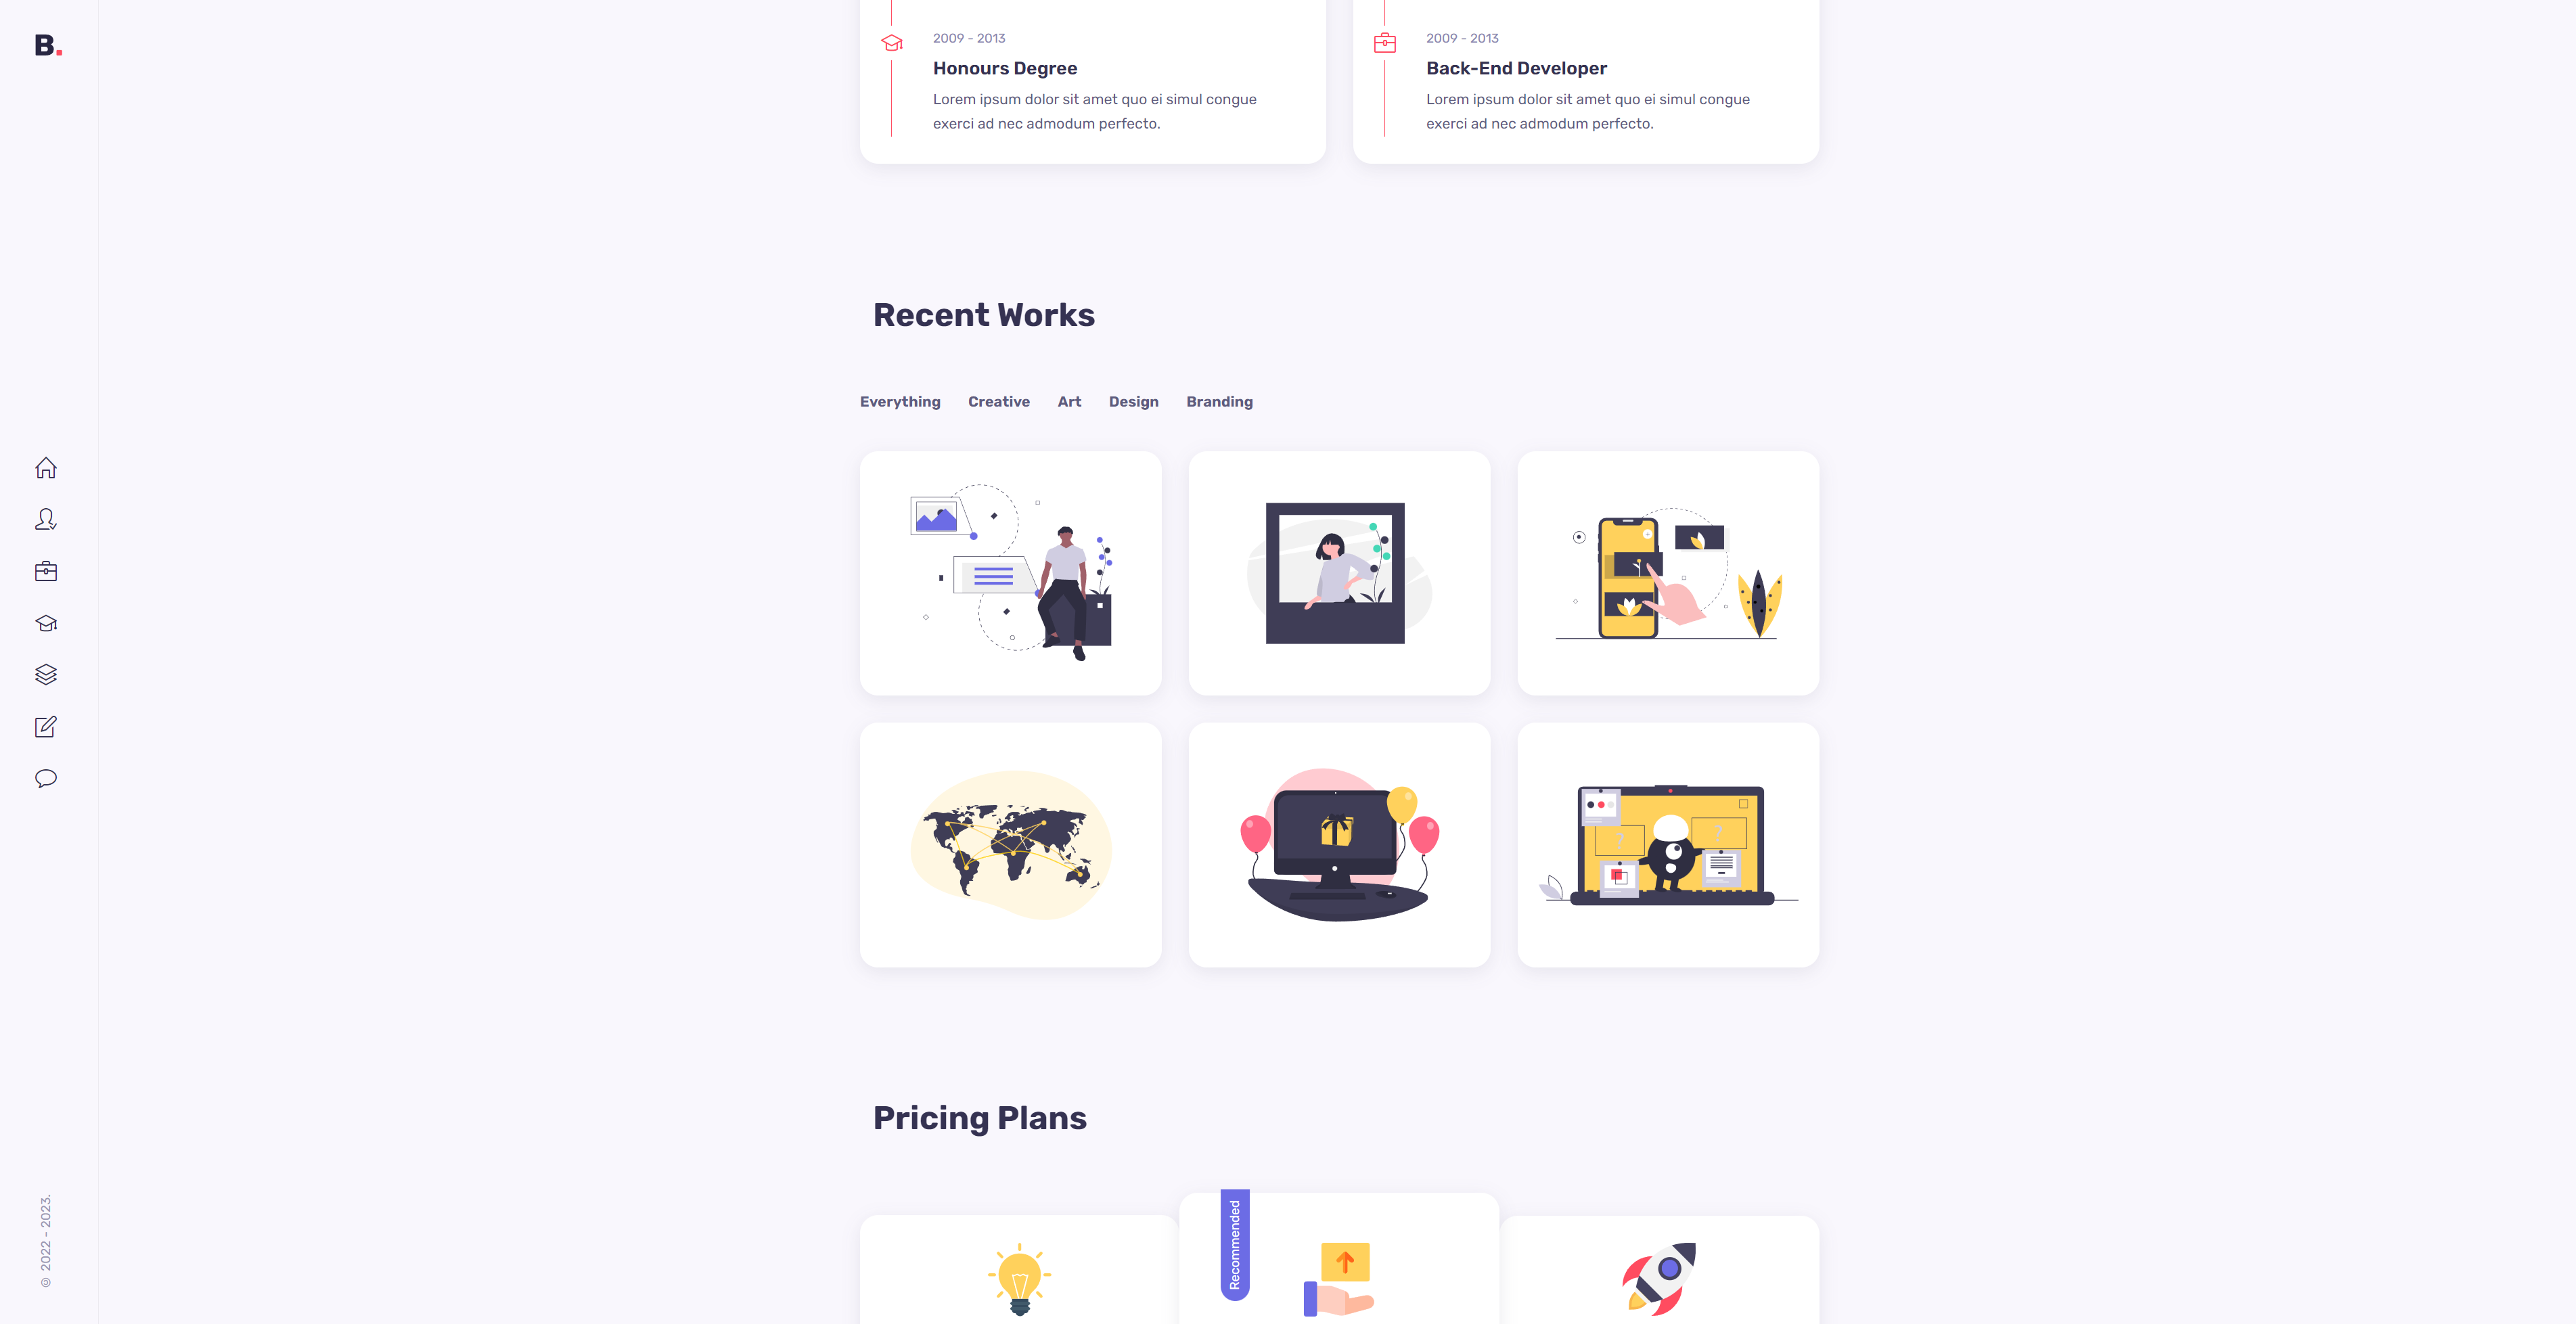 B.
2009 - 2013
Honours Degree
Lorem ipsum dolor sit amet quo ei simul congue
exerci ad nec admodum perfecto.
2009 - 2013
Back-End Developer
Lorem ipsum dolor sit amet quo ei simul congue
exerci ad nec admodum perfecto.
Recent Works
Everything Creative Art Design Branding
? ?
Pricing Plans
Recommended
© 2022 - 2023.